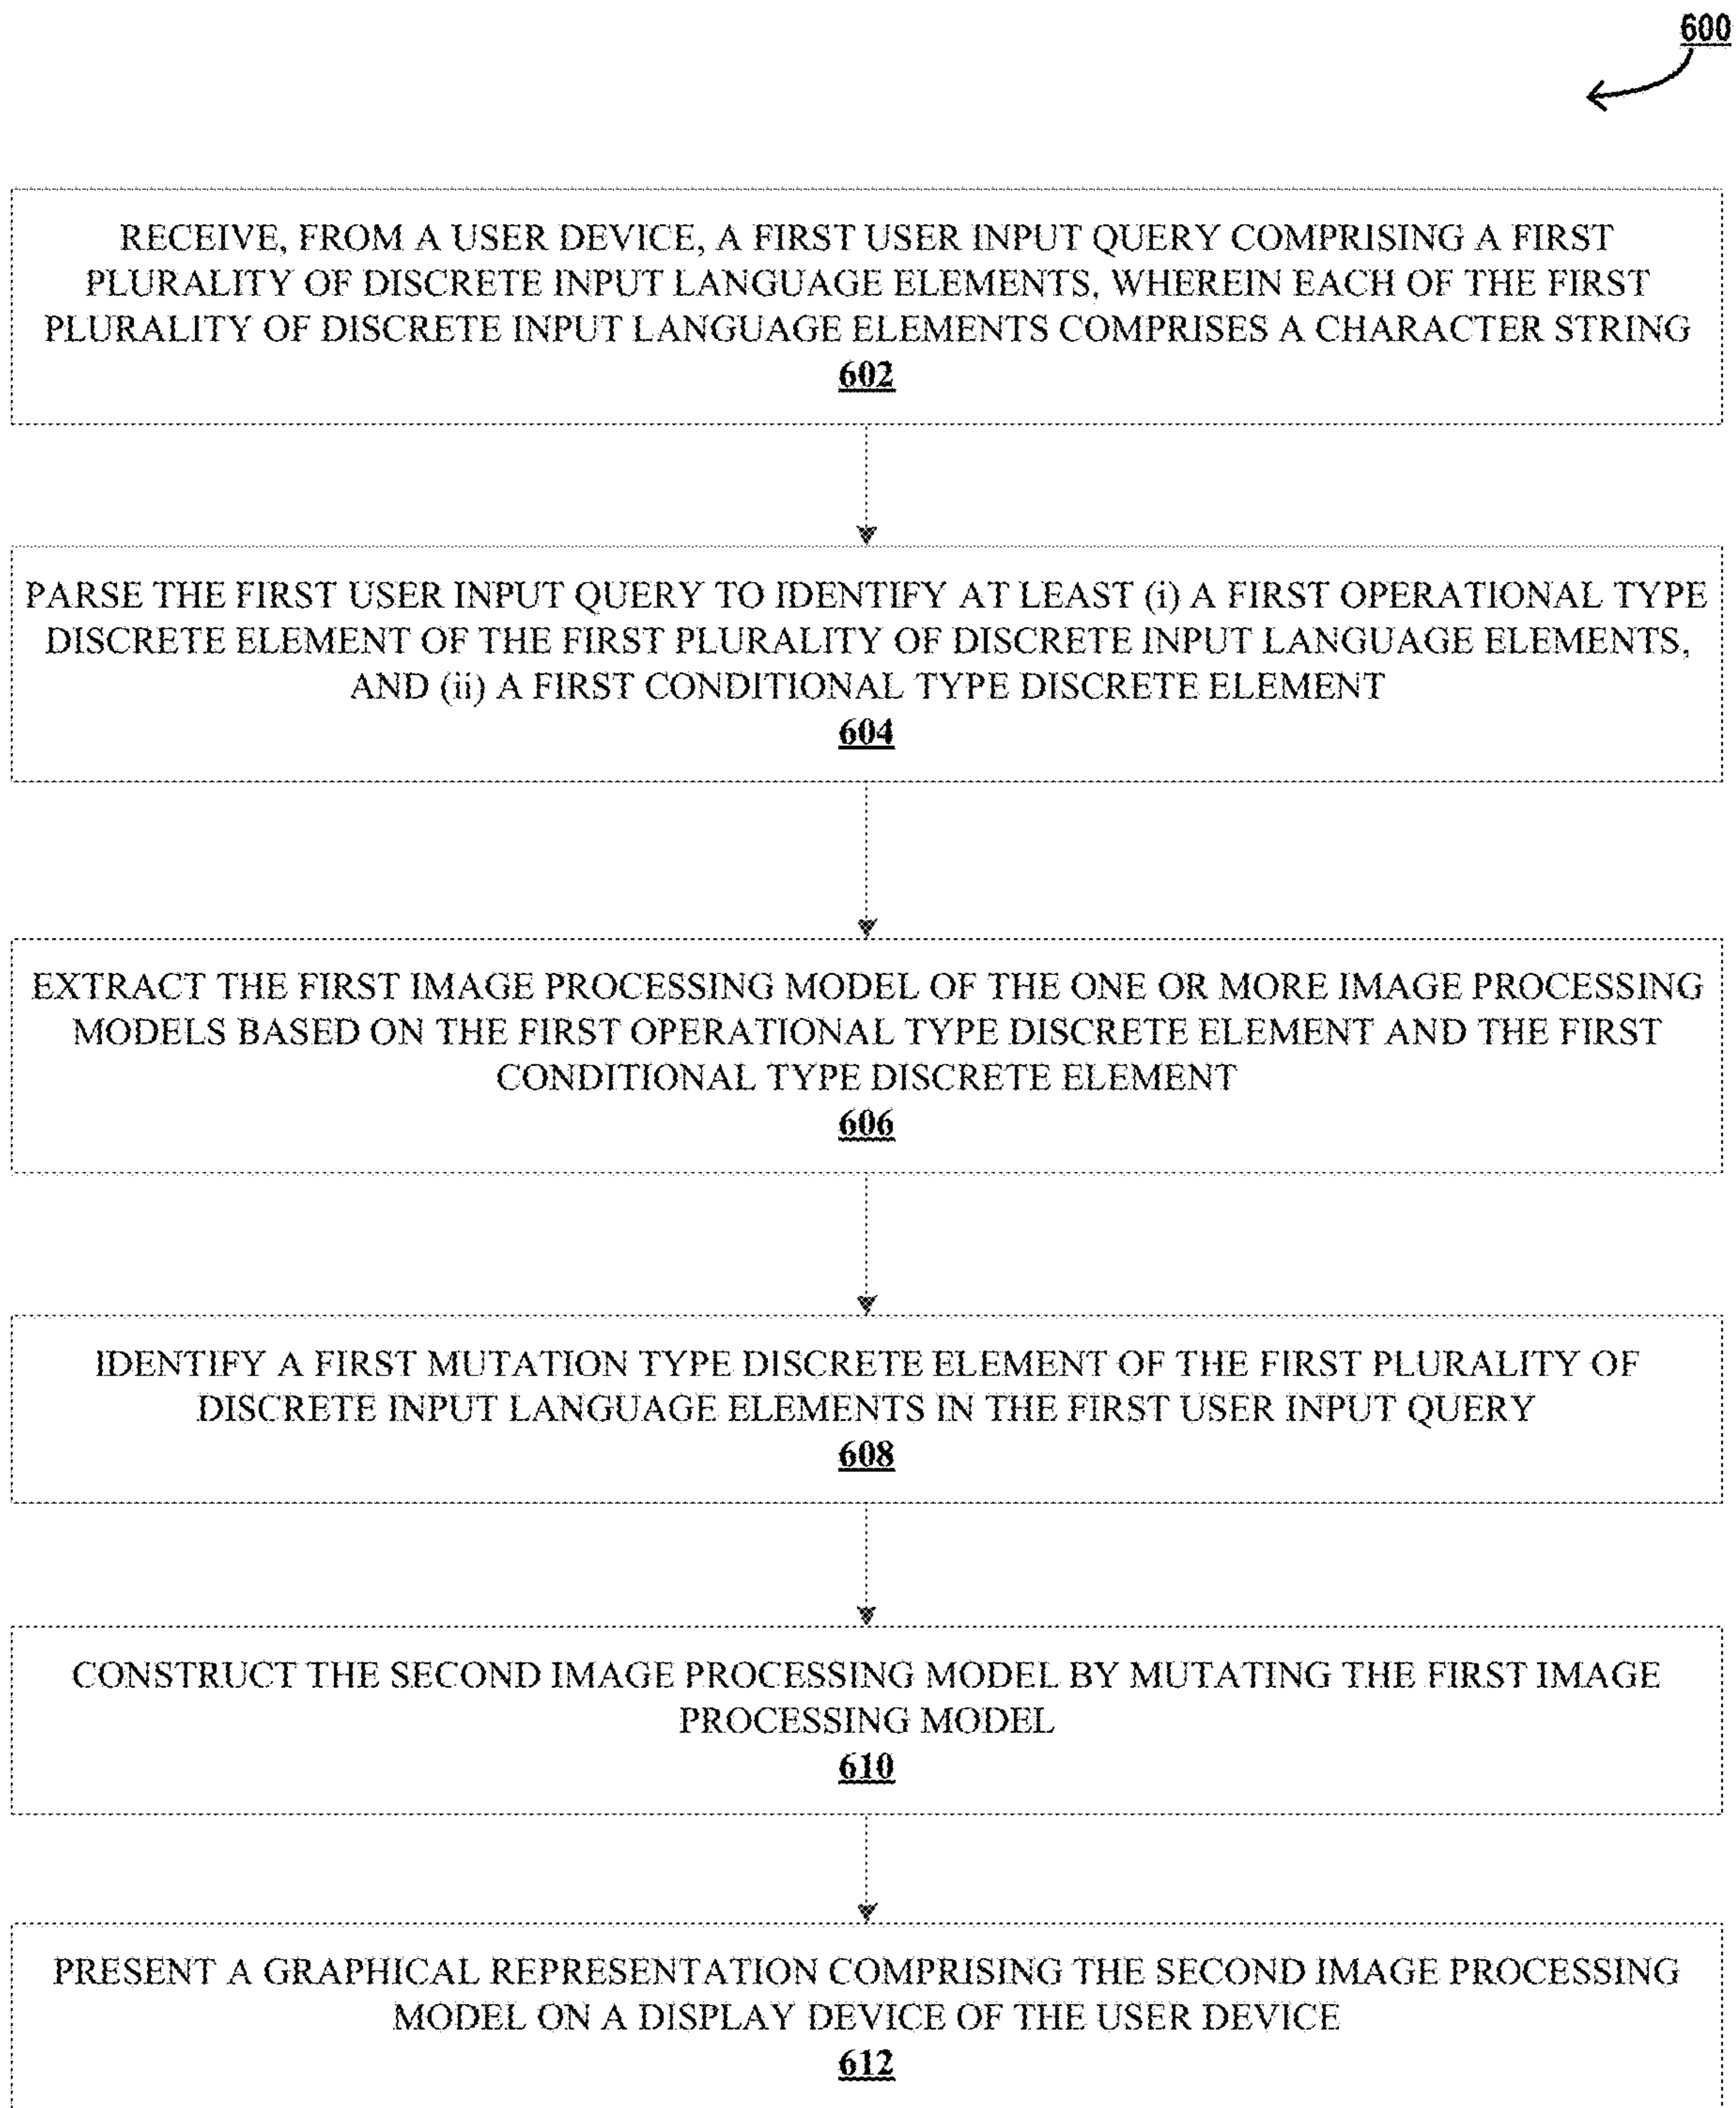 600
RECEIVE, FROM A USER DEVICE, A FIRST USER INPUT QUERY COMPRISING A FIRST
PLURALITY OF DISCRETE INPUT LANGUAGE ELEMENTS, WHEREIN EACH OF THE FIRST
PLURALITY OF DISCRETE INPUT LANGUAGE ELEMENTS COMPRISES A CHARACTER STRING
602
PARSE THE FIRST USER INPUT QUERY TO IDENTIFY AT LEAST (i) A FIRST OPERATIONAL TYPE
DISCRETE ELEMENT OF THE FIRST PLURALITY OF DISCRETE INPUT LANGUAGE ELEMENTS,
AND (ii) A FIRST CONDITIONAL TYPE DISCRETE ELEMENT
604
EXTRACT THE FIRST IMAGE PROCESSING MODEL OF THE ONE OR MORE IMAGE PROCESSING
MODELS BASED ON THE FIRST OPERATIONAL TYPE DISCRETE ELEMENT AND THE FIRST
CONDITIONAL TYPE DISCRETE ELEMENT
606
IDENTIFY A FIRST MUTATION TYPE DISCRETE ELEMENT OF THE FIRST PLURALITY OF
DISCRETE INPUT LANGUAGE ELEMENTS IN THE FIRST USER INPUT QUERY
608
CONSTRUCT THE SECOND IMAGE PROCESSING MODEL BY MUTATING THE FIRST IMAGE
PROCESSING MODEL
610
PRESENT A GRAPHICAL REPRESENTATION COMPRISING THE SECOND IMAGE PROCESSING
MODEL ON A DISPLAY DEVICE OF THE USER DEVICE
612